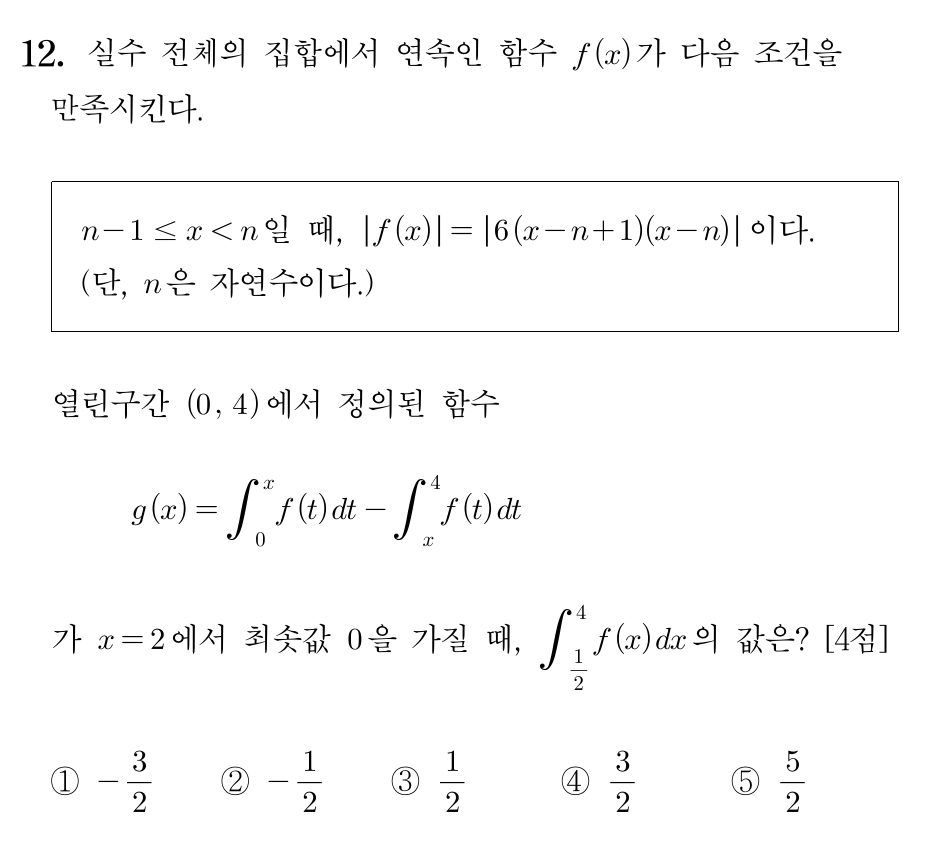 12. 실수 전체의 집합에서 연속인 함수 f(x)가 다음 조건을
만족시킨다.
n-1≤x<n일 때, |f(x)|=|6(x-n+1)(x-n)|이다.
(단, n은 자연수이다.)
열린구간 (0, 4)에서 정의된 함수
g(x)=∫_0^x f(t)dt-∫_x^4 f(t)dt
가 x=2에서 최솟값 0을 가질 때, ∫_{1/2}^4 f(x)dx의 값은? [4점]
① -3/2 ② -1/2 ③ 1/2 ④ 3/2 ⑤ 5/2